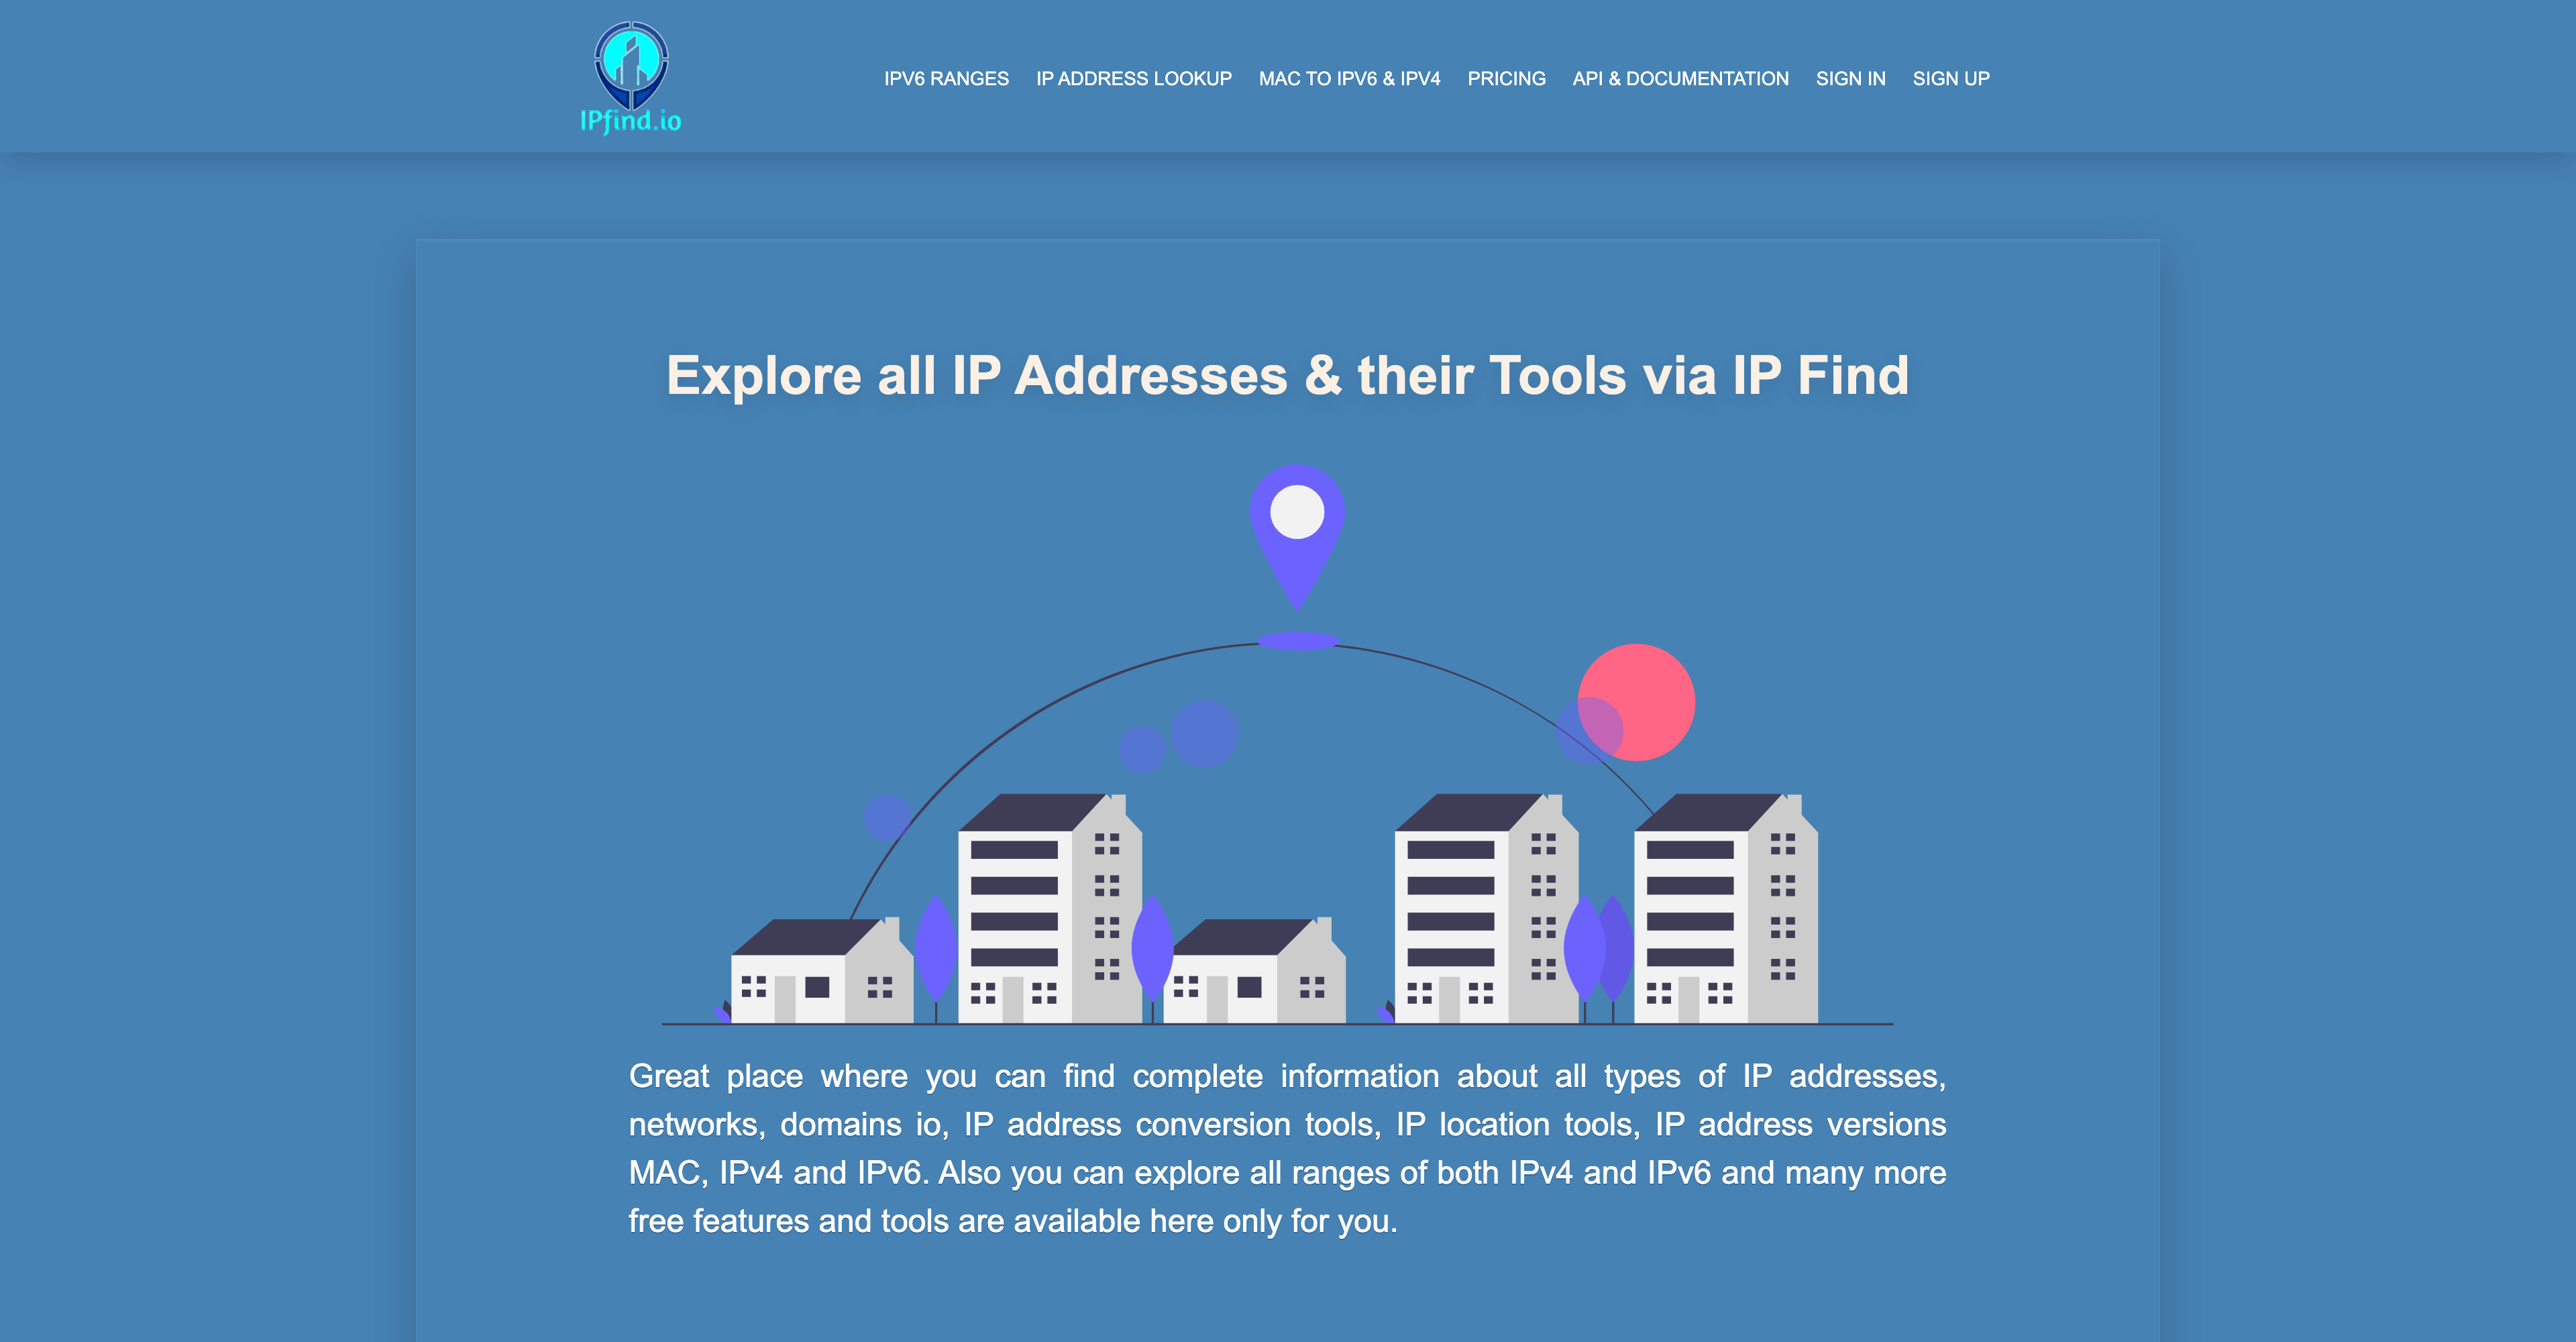 IPfind.io
IPV6 RANGES IP ADDRESS LOOKUP MAC TO IPV6 & IPV4 PRICING API & DOCUMENTATION SIGN IN SIGN UP
Explore all IP Addresses & their Tools via IP Find
Great place where you can find complete information about all types of IP addresses,
networks, domains io, IP address conversion tools, IP location tools, IP address versions
MAC, IPv4 and IPv6. Also you can explore all ranges of both IPv4 and IPv6 and many more
free features and tools are available here only for you.